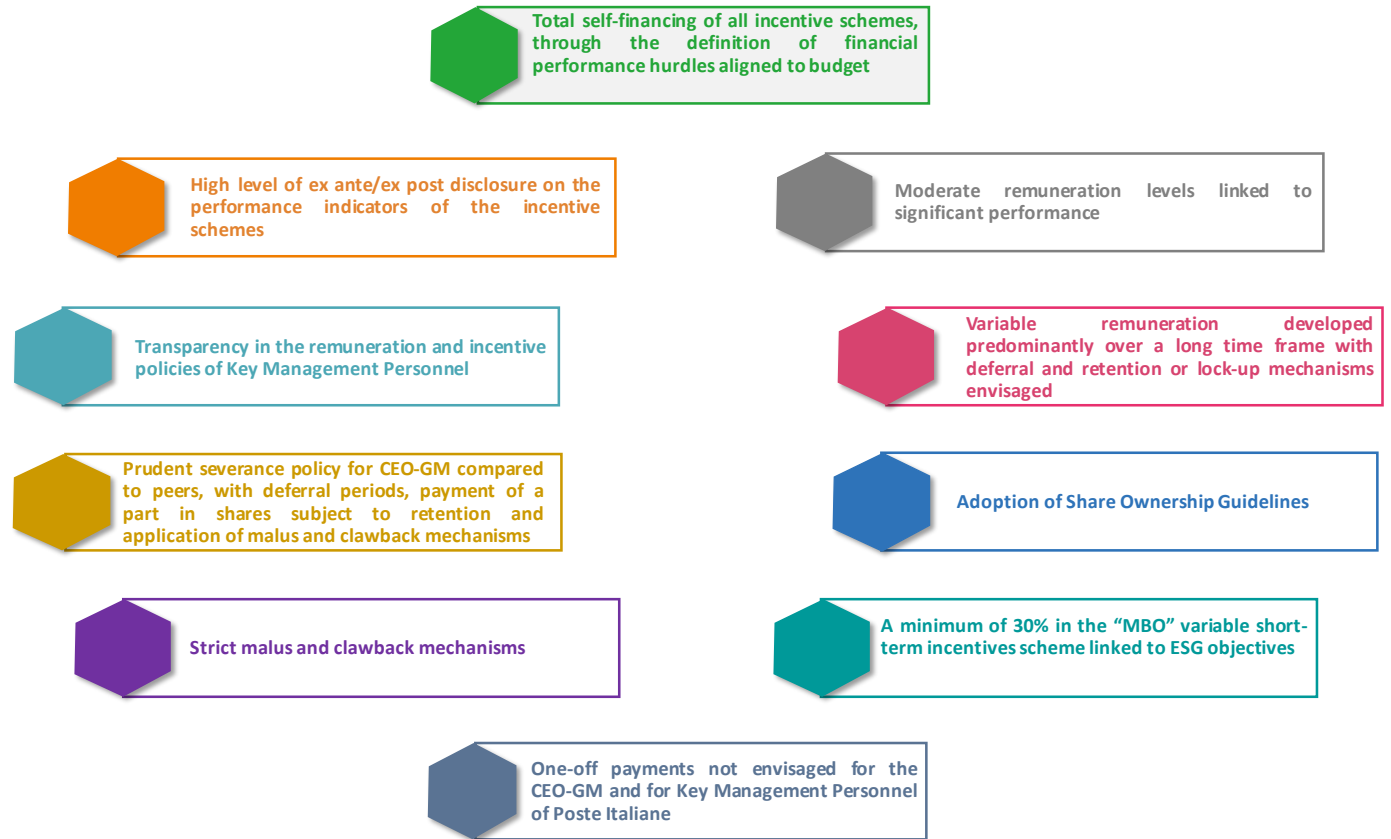 Total self-financing of all incentive schemes,
through the definition of financial
performance hurdles aligned to budget
High level of ex ante/ex post disclosure on the
performance indicators of the incentive
schemes
Moderate remuneration levels linked to
significant performance
Transparency in the remuneration and incentive
policies of Key Management Personnel
Variable remuneration developed
predominantly over a long time frame with
deferral and retention or lock-up mechanisms
envisaged
Prudent severance policy for CEO-GM compared
to peers, with deferral periods, payment of a
part in shares subject to retention and
application of malus and clawback mechanisms
Adoption of Share Ownership Guidelines
Strict malus and clawback mechanisms
A minimum of 30% in the “MBO” variable short-
term incentives scheme linked to ESG objectives
One-off payments not envisaged for the
CEO-GM and for Key Management Personnel
of Poste Italiane